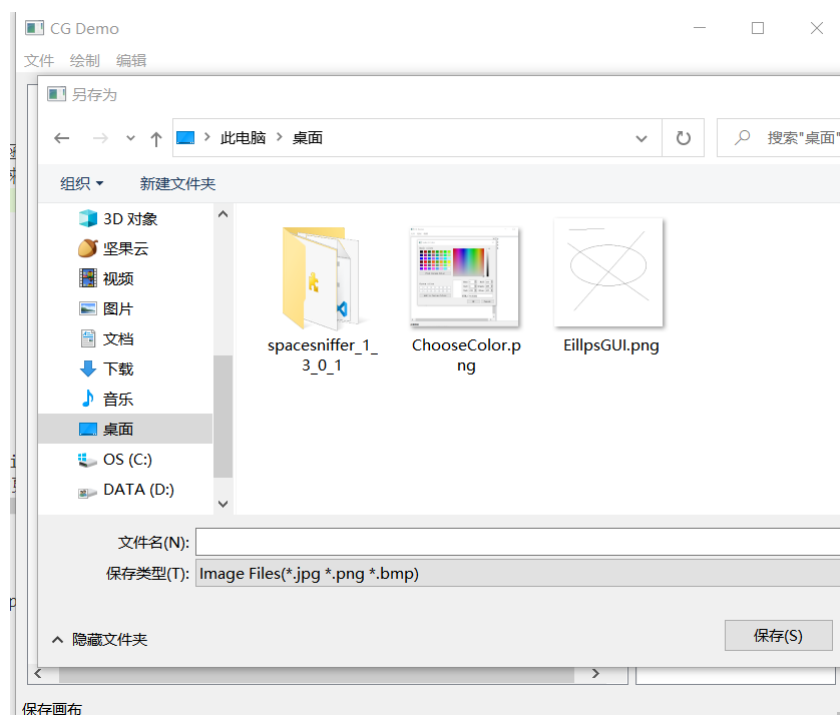 CG Demo
文件 绘制 编辑
另存为
此电脑 > 桌面
搜索"桌面"
组织 新建文件夹
3D 对象
坚果云
视频
图片
文档
下载
音乐
桌面
OS (C:)
DATA (D:)
spacesniffer_1_
3_0_1
ChooseColor.p
ng
EillpsGUI.png
文件名(N):
保存类型(T): Image Files(*.jpg *.png *.bmp)
隐藏文件夹
保存(S)
保存画布